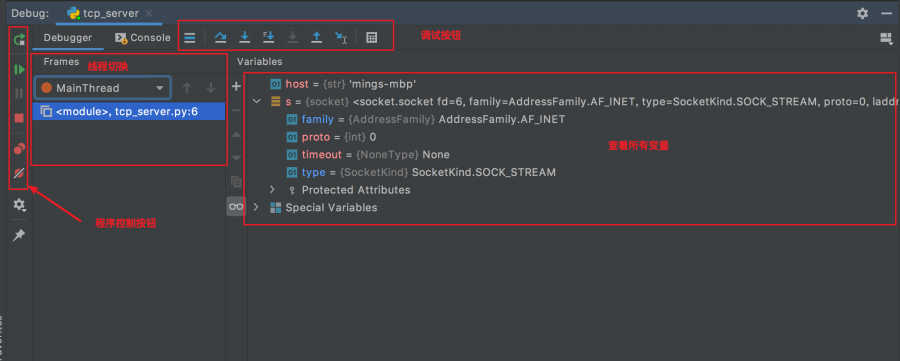 Debug:
tcp_server
Debugger
Console
调试按钮
Frames
线程切换
Variables
MainThread
<module>, tcp_server.py:6
host = {str} 'mings-mbp'
s = {socket} <socket.socket fd=6, family=AddressFamily.AF_INET, type=SocketKind.SOCK_STREAM, proto=0, laddr
family = {AddressFamily} AddressFamily.AF_INET
proto = {int} 0
timeout = {NoneType} None
type = {SocketKind} SocketKind.SOCK_STREAM
Protected Attributes
Special Variables
查看所有变量
程序控制按钮